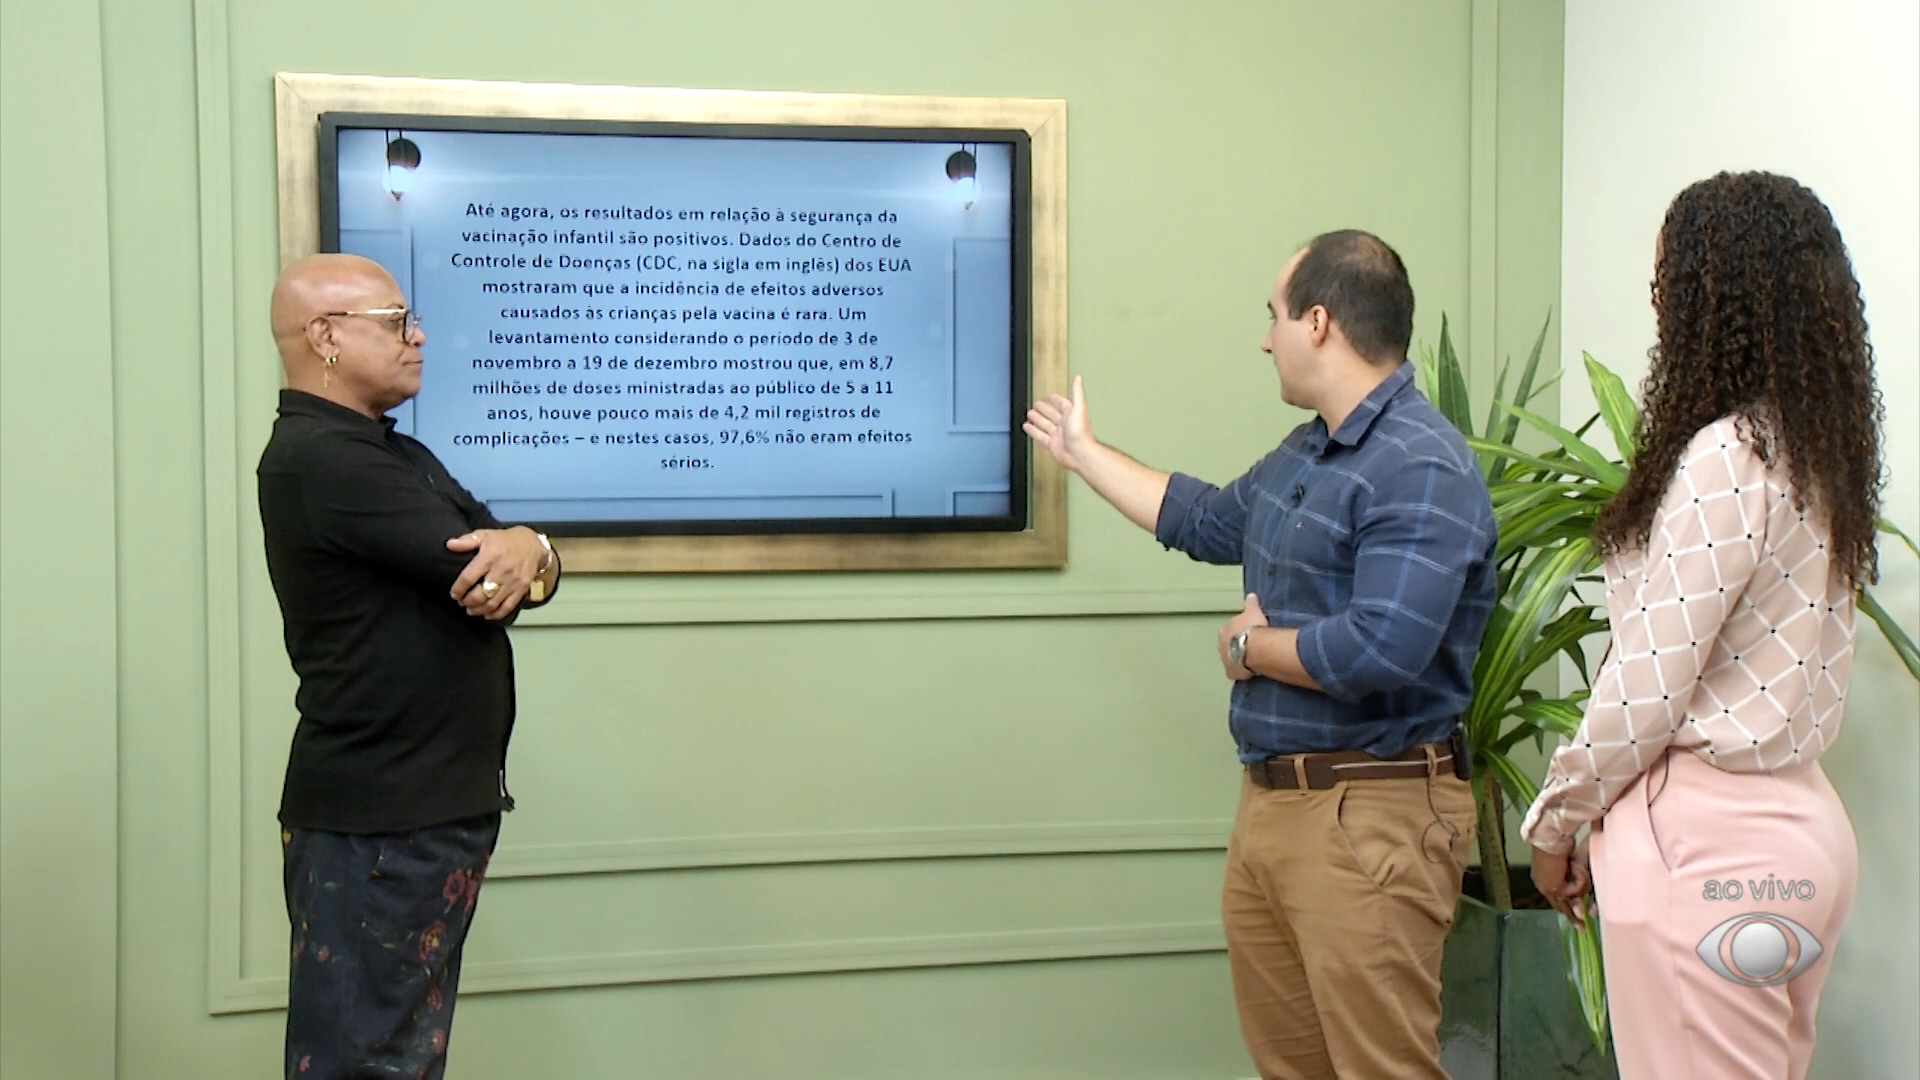 Até agora, os resultados em relação à segurança da
vacinação infantil são positivos. Dados do Centro de
Controle de Doenças (CDC, na sigla em inglês) dos EUA
mostraram que a incidência de efeitos adversos
causados às crianças pela vacina é rara. Um
levantamento considerando o período de 3 de
novembro a 19 de dezembro mostrou que, em 8,7
milhões de doses ministradas ao público de 5 a 11
anos, houve pouco mais de 4,2 mil registros de
complicações – e nestes casos, 97,6% não eram efeitos
sérios.
ao vivo